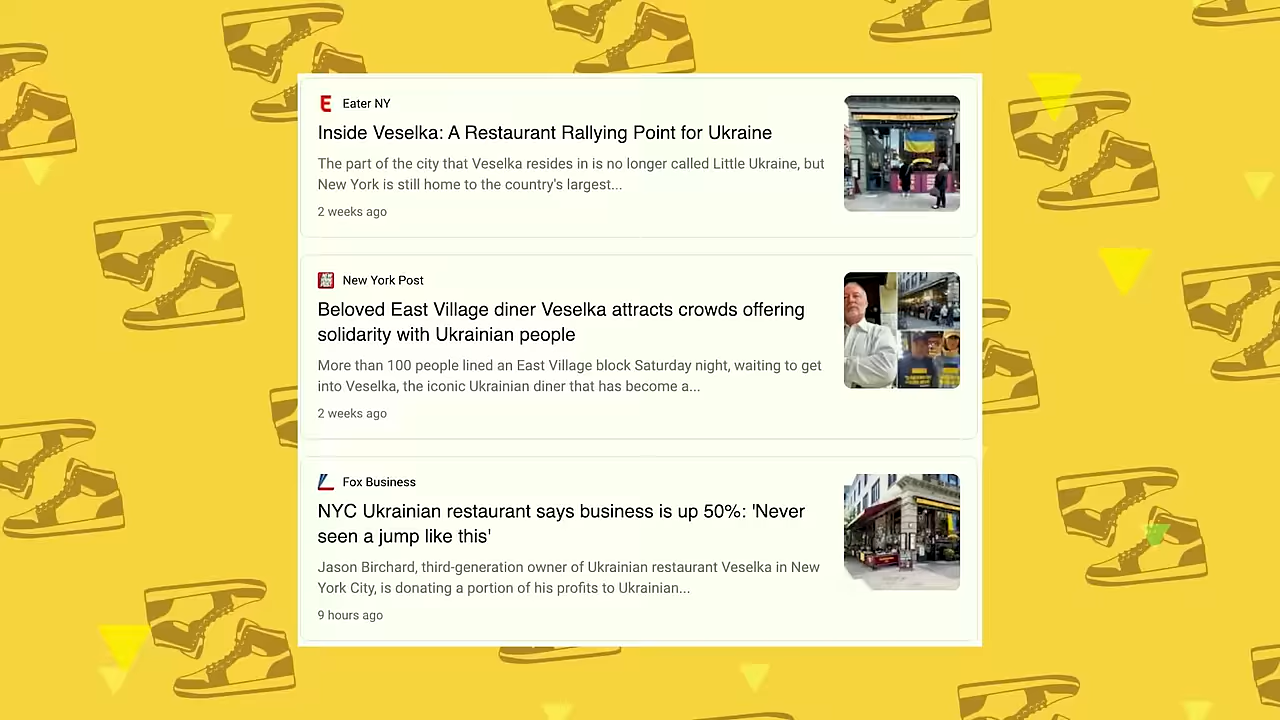 Eater NY
Inside Veselka: A Restaurant Rallying Point for Ukraine
The part of the city that Veselka resides in is no longer called Little Ukraine, but
New York is still home to the country's largest...
2 weeks ago
New York Post
Beloved East Village diner Veselka attracts crowds offering
solidarity with Ukrainian people
More than 100 people lined an East Village block Saturday night, waiting to get
into Veselka, the iconic Ukrainian diner that has become a...
2 weeks ago
Fox Business
NYC Ukrainian restaurant says business is up 50%: 'Never
seen a jump like this'
Jason Birchard, third-generation owner of Ukrainian restaurant Veselka in New
York City, is donating a portion of his profits to Ukrainian...
9 hours ago